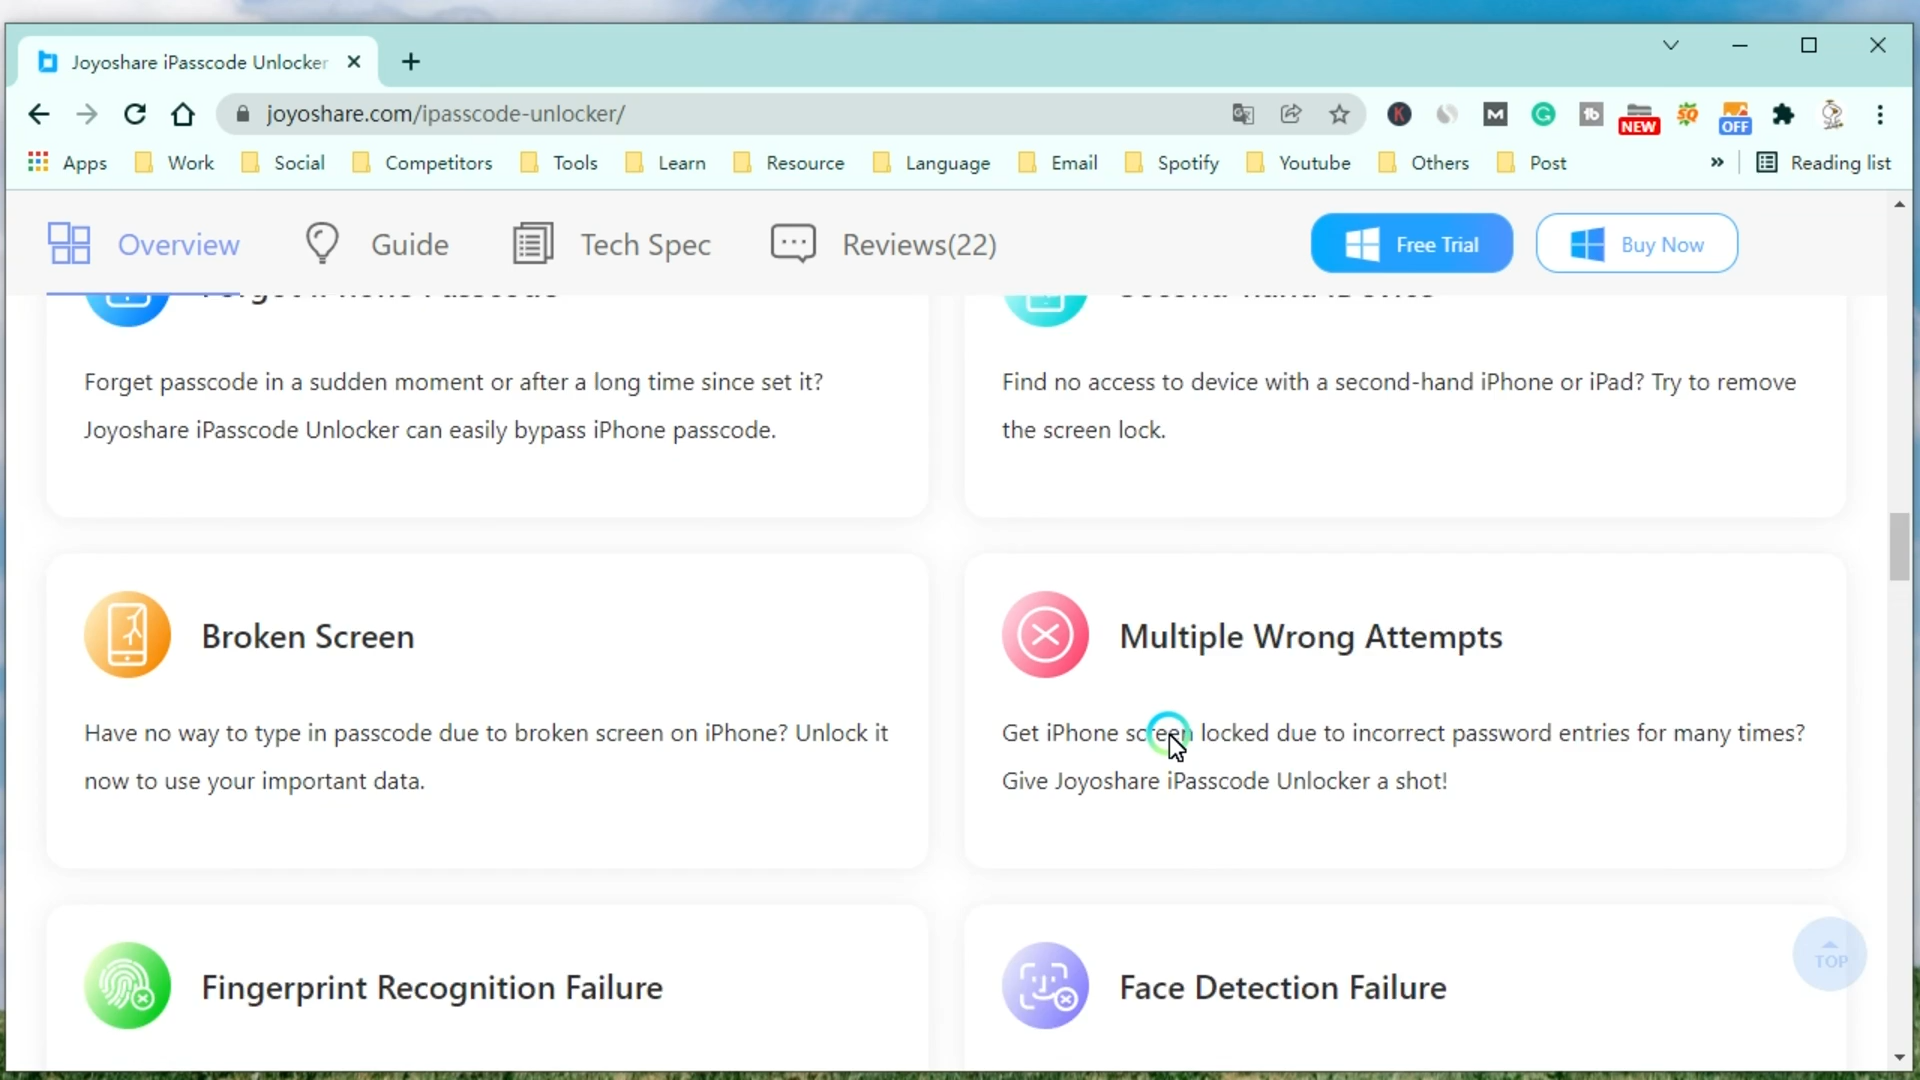 Joyoshare iPasscode Unlocker
joyoshare.com/ipasscode-unlocker/
NEW
OFF
Apps Work Social Competitors Tools Learn Resource Language Email Spotify Youtube Others Post » Reading list
Overview Guide Tech Spec Reviews(22) Free Trial Buy Now
Forget passcode in a sudden moment or after a long time since set it?
Joyoshare iPasscode Unlocker can easily bypass iPhone passcode.
Find no access to device with a second-hand iPhone or iPad? Try to remove
the screen lock.
Broken Screen
Have no way to type in passcode due to broken screen on iPhone? Unlock it
now to use your important data.
Multiple Wrong Attempts
Get iPhone screen locked due to incorrect password entries for many times?
Give Joyoshare iPasscode Unlocker a shot!
Fingerprint Recognition Failure
Face Detection Failure
TOP